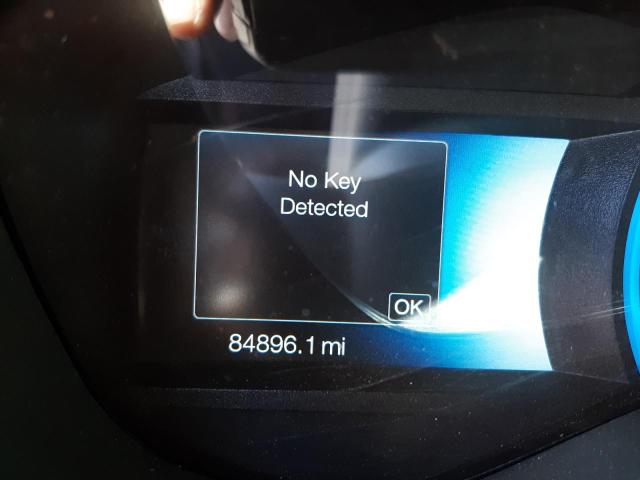 No Key
Detected
OK
84896.1 mi